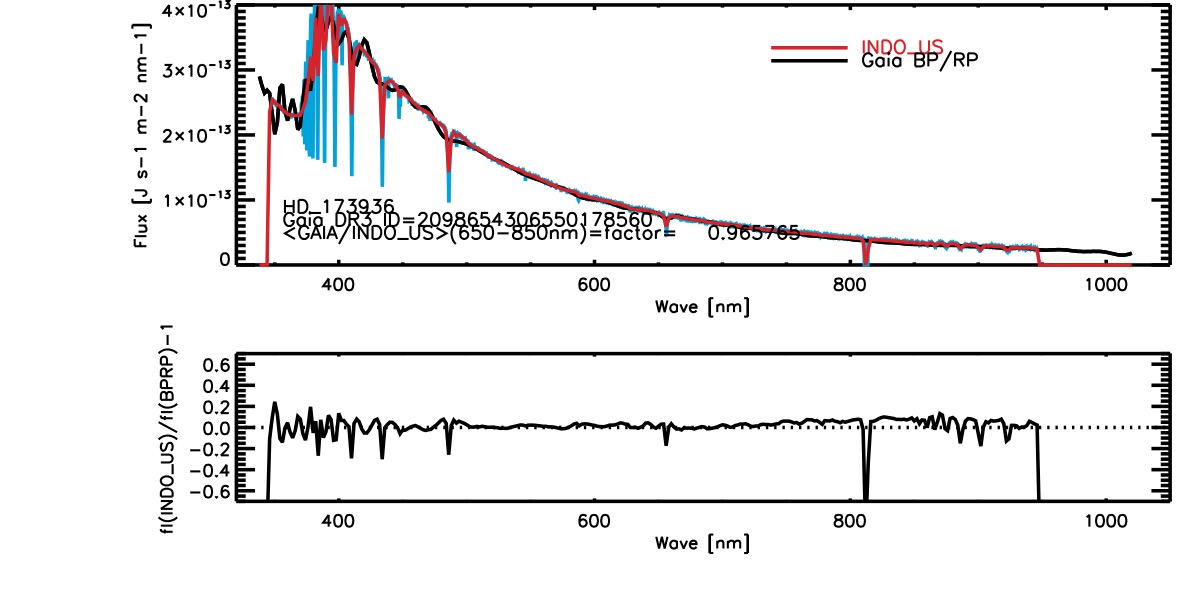 4×10−13
3×10−13
2×10−13
1×10−13
0
Flux [J s−1 m−2 nm−1]
INDO_US
Gaia BP/RP
HD_173936
Gaia DR3_ID=2098654306550178560
<GAIA/INDO_US>(650−850nm)=factor= 0.965765
400 600 800 1000
Wave [nm]
fl(INDO_US)/fl(BPRP)−1
0.6
0.4
0.2
0.0
−0.2
−0.4
−0.6
400 600 800 1000
Wave [nm]